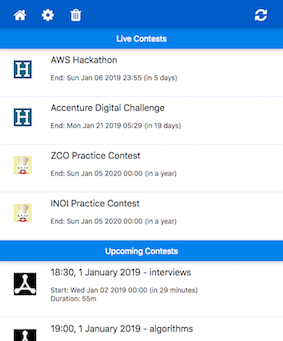 Live Contests
AWS Hackathon
End: Sun Jan 06 2019 23:55 (in 5 days)
Accenture Digital Challenge
End: Mon Jan 21 2019 05:29 (in 19 days)
ZCO Practice Contest
End: Sun Jan 05 2020 00:00 (in a year)
INOI Practice Contest
End: Sun Jan 05 2020 00:00 (in a year)
Upcoming Contests
18:30, 1 January 2019 - interviews
Start: Wed Jan 02 2019 00:00 (in 29 minutes)
Duration: 55m
19:00, 1 January 2019 - algorithms